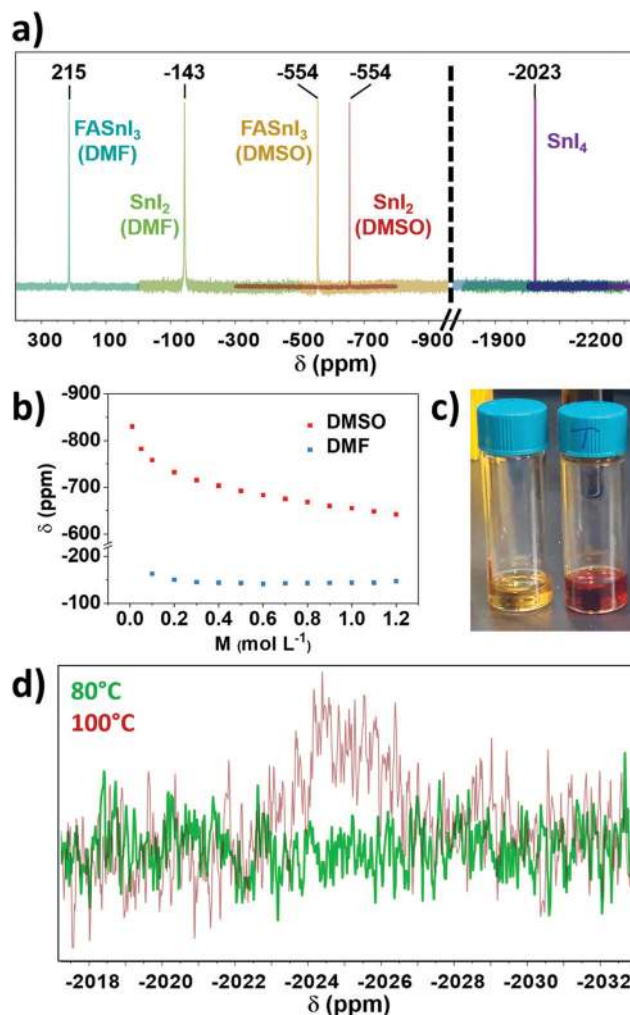 a)
215 -143 -554 -554 -2023
FASnI₃
(DMF)
SnI₂
(DMF)
FASnI₃
(DMSO)
SnI₂
(DMSO)
SnI₄
300 100 -100 -300 -500 -700 -900 -1900 -2200
δ (ppm)
b)
-900
-800
-700
-600
-200
-100
δ (ppm)
DMSO
DMF
0.0 0.2 0.4 0.6 0.8 1.0 1.2
M (mol L⁻¹)
c)
d)
80°C
100°C
-2018 -2020 -2022 -2024 -2026 -2028 -2030 -2032
δ (ppm)